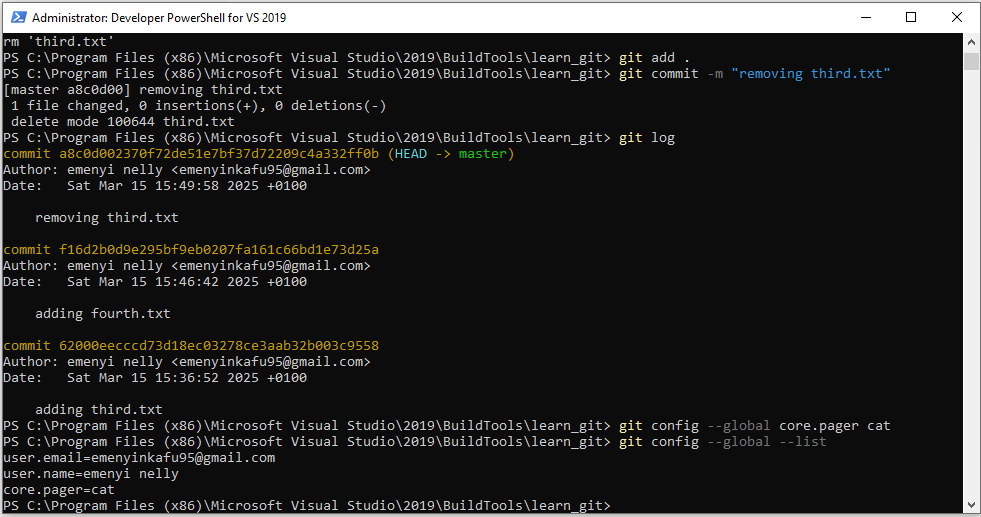 Administrator: Developer PowerShell for VS 2019
rm 'third.txt'
PS C:\Program Files (x86)\Microsoft Visual Studio\2019\BuildTools\learn_git> git add .
PS C:\Program Files (x86)\Microsoft Visual Studio\2019\BuildTools\learn_git> git commit -m "removing third.txt"
[master a8c0d00] removing third.txt
 1 file changed, 0 insertions(+), 0 deletions(-)
 delete mode 100644 third.txt
PS C:\Program Files (x86)\Microsoft Visual Studio\2019\BuildTools\learn_git> git log
commit a8c0d002370f72de51e7bf37d72209c4a332ff0b (HEAD -> master)
Author: emenyi nelly <emenyinkafu95@gmail.com>
Date:   Sat Mar 15 15:49:58 2025 +0100

    removing third.txt

commit f16d2b0d9e295bf9eb0207fa161c66bd1e73d25a
Author: emenyi nelly <emenyinkafu95@gmail.com>
Date:   Sat Mar 15 15:46:42 2025 +0100

    adding fourth.txt

commit 62000eecccd73d18ec03278ce3aab32b003c9558
Author: emenyi nelly <emenyinkafu95@gmail.com>
Date:   Sat Mar 15 15:36:52 2025 +0100

    adding third.txt
PS C:\Program Files (x86)\Microsoft Visual Studio\2019\BuildTools\learn_git> git config --global core.pager cat
PS C:\Program Files (x86)\Microsoft Visual Studio\2019\BuildTools\learn_git> git config --global --list
user.email=emenyinkafu95@gmail.com
user.name=emenyi nelly
core.pager=cat
PS C:\Program Files (x86)\Microsoft Visual Studio\2019\BuildTools\learn_git>